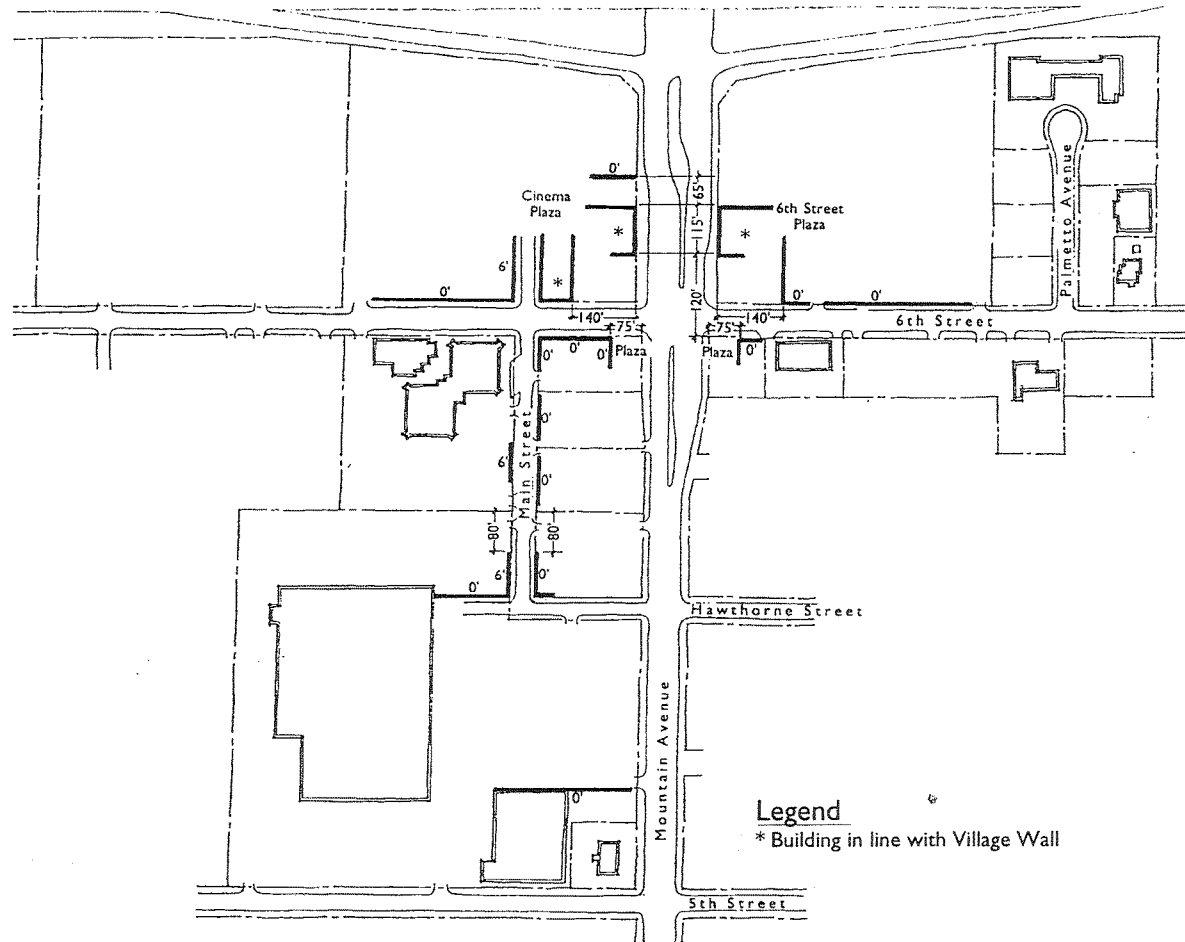 0'
65'
Cinema
Plaza
6th Street
Plaza
*
*
115'
Palmetto Avenue
6'
*
0'
120'
0'
0'
140'
140'
6th Street
75'
75'
0'
0'
0'
Plaza
Plaza
0'
0'
6'
Main Street
0'
80'
80'
6'
0'
0'
Hawthorne Street
Mountain Avenue
0'
Legend
* Building in line with Village Wall
5th Street